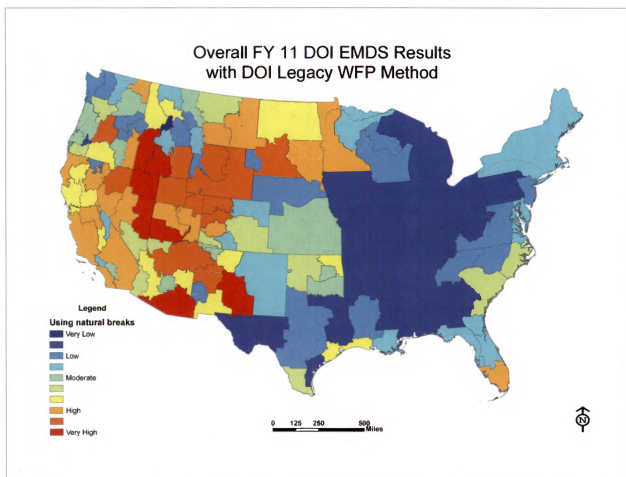 Overall FY 11 DOI EMDS Results
with DOI Legacy WFP Method
Legend
Using natural breaks
Very Low
Low
Moderate
High
Very High
0 125 250 500
Miles
N